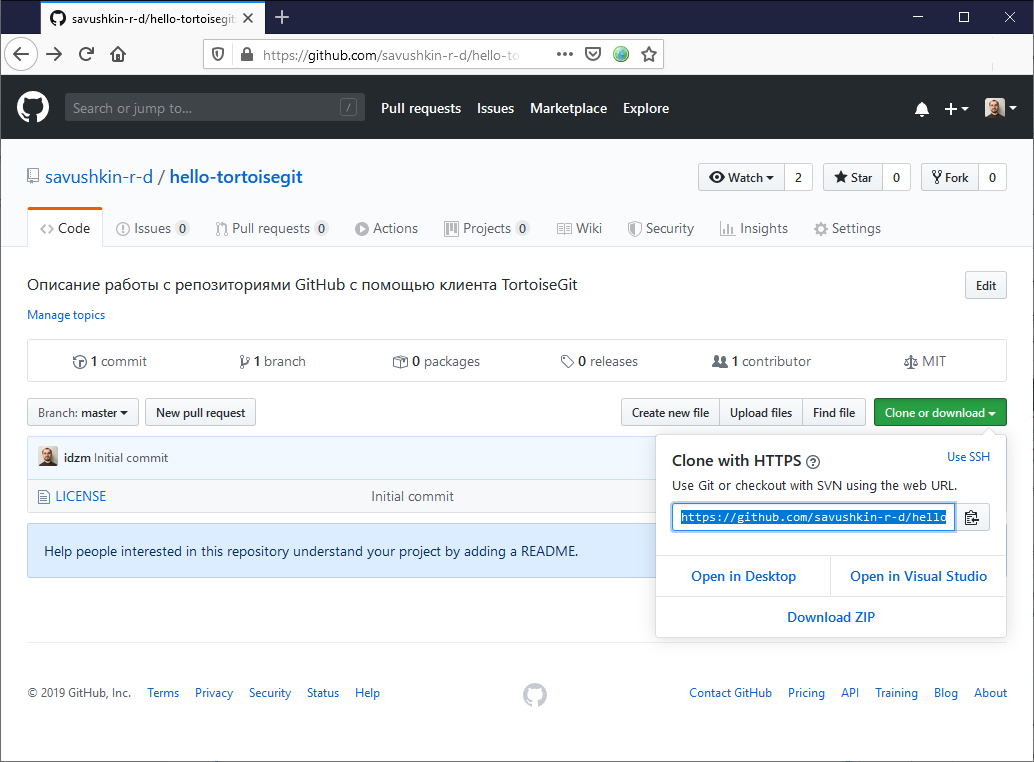 savushkin-r-d/hello-tortoisegit
https://github.com/savushkin-r-d/hello-to
Search or jump to... / Pull requests Issues Marketplace Explore
savushkin-r-d / hello-tortoisegit Watch 2 Star 0 Fork 0
Code Issues 0 Pull requests 0 Actions Projects 0 Wiki Security Insights Settings
Описание работы с репозиториями GitHub с помощью клиента TortoiseGit Edit
Manage topics
1 commit 1 branch 0 packages 0 releases 1 contributor MIT
Branch: master New pull request Create new file Upload files Find file Clone or download
idzm Initial commit
LICENSE Initial commit
Help people interested in this repository understand your project by adding a README.
Clone with HTTPS ? Use SSH
Use Git or checkout with SVN using the web URL.
https://github.com/savushkin-r-d/hello
Open in Desktop Open in Visual Studio
Download ZIP
© 2019 GitHub, Inc. Terms Privacy Security Status Help Contact GitHub Pricing API Training Blog About